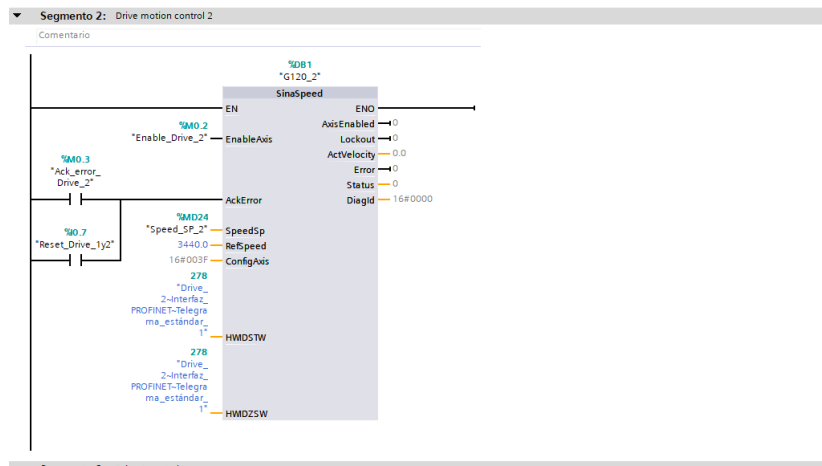 Segmento 2: Drive motion control 2
Comentario
%DB1
"G120_2"
SinaSpeed
EN ENO
%M0.2
"Enable_Drive_2" EnableAxis
AxisEnabled 0
Lockout 0
ActVelocity 0.0
Error 0
Status 0
DiagId 16#0000
%M0.3
"Ack_error_
Drive_2"
AckError
%I0.7
"Reset_Drive_1y2"
%MD24
"Speed_SP_2" SpeedSp
3440.0 RefSpeed
16#003F ConfigAxis
278
"Drive_
2~Interfaz_
PROFINET~Telegra
ma_estándar_
1" HWIDSTW
278
"Drive_
2~Interfaz_
PROFINET~Telegra
ma_estándar_
1" HWIDZSW